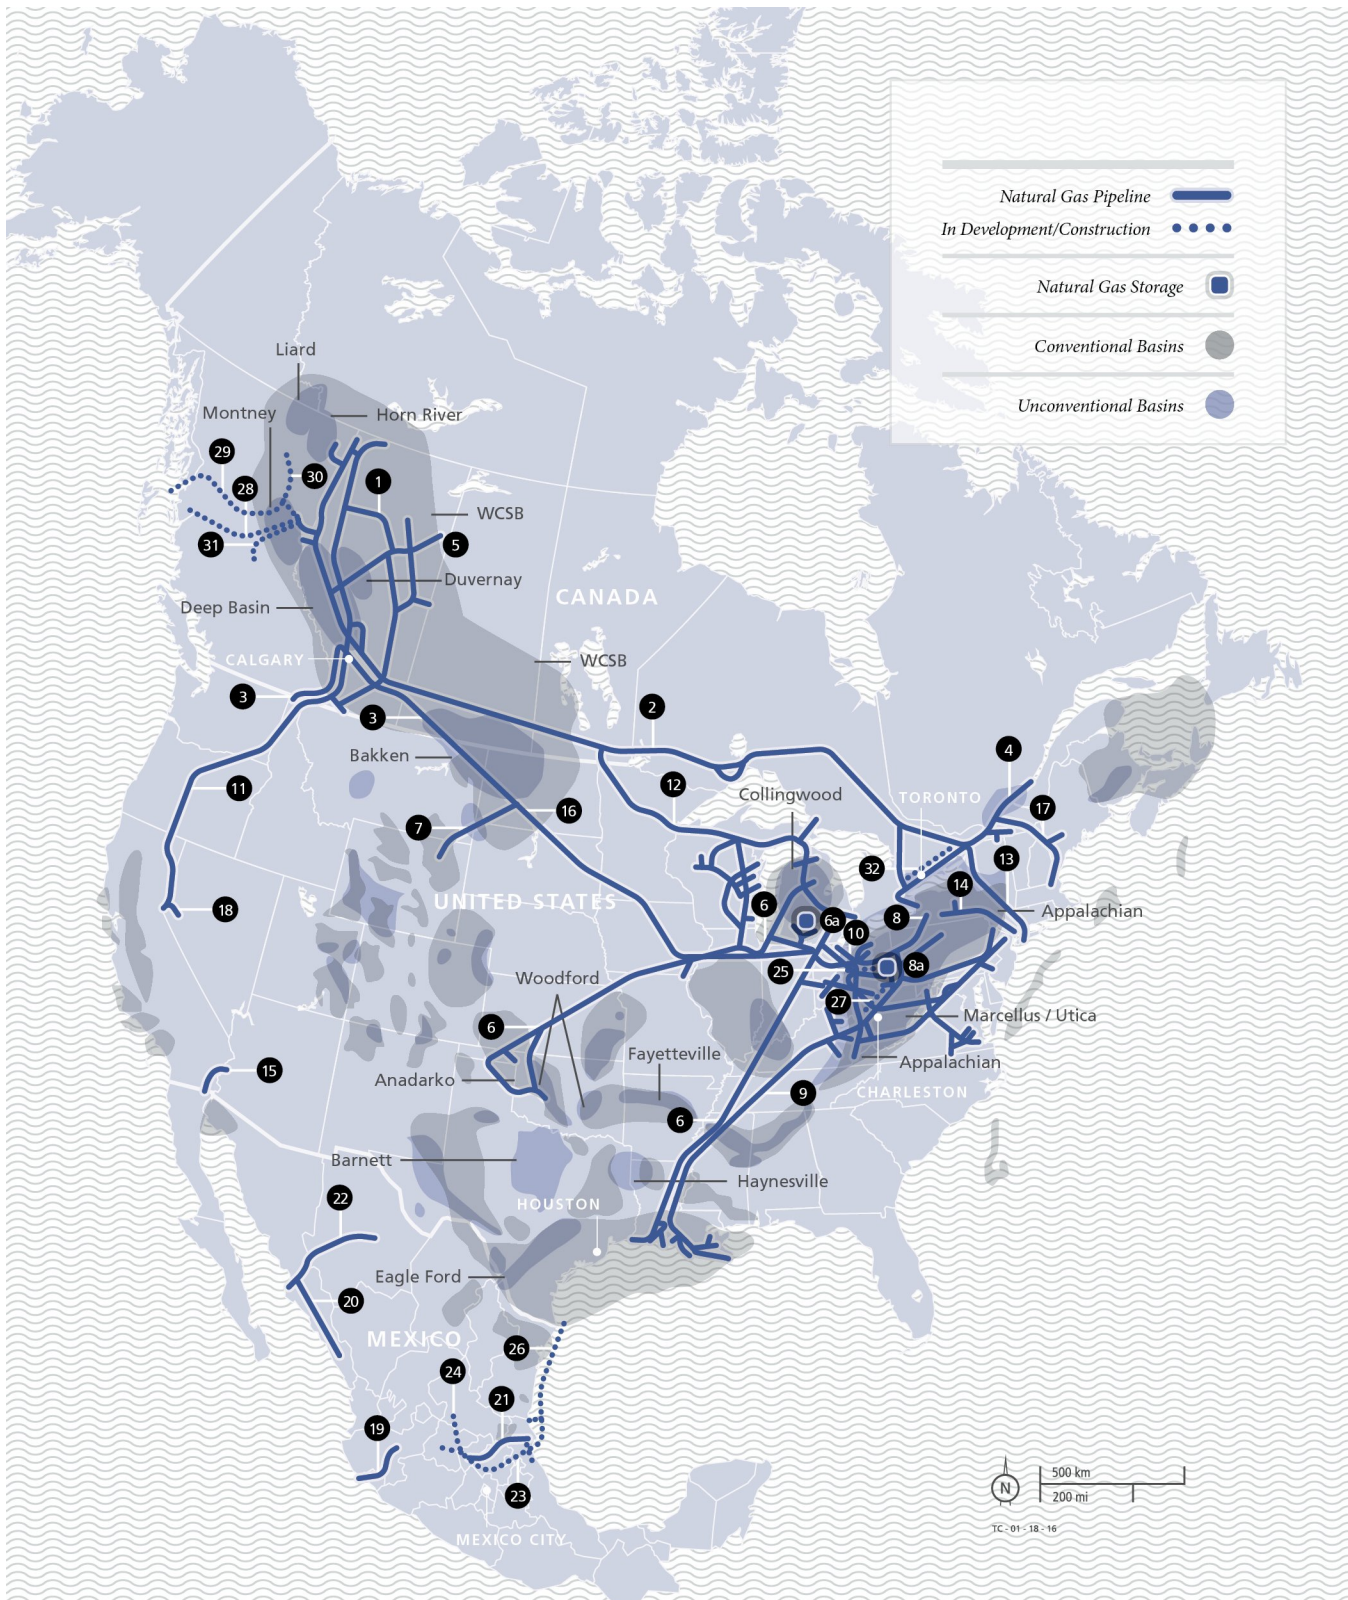 Natural Gas Pipeline
In Development/Construction
Natural Gas Storage
Conventional Basins
Unconventional Basins
Liard
Montney
Horn River
29
30
28
1
WCSB
31
5
Duvernay
CANADA
Deep Basin
CALGARY
WCSB
3
2
3
4
Bakken
12
11
Collingwood
TORONTO
17
16
7
13
32
14
UNITED STATES
6
18
6a
8
Appalachian
10
8a
25
Woodford
27
Marcellus / Utica
6
Fayetteville
Appalachian
15
Anadarko
9
CHARLESTON
6
Barnett
Haynesville
22
HOUSTON
Eagle Ford
20
MEXICO
26
24
21
19
500 km
N
200 mi
23
TC - 01 - 18 - 16
MEXICO CITY